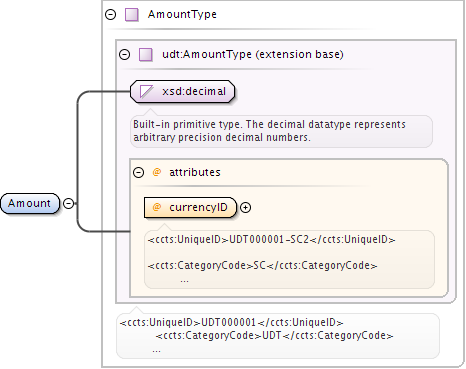 AmountType
udt:AmountType (extension base)
xsd:decimal
Built-in primitive type. The decimal datatype represents
arbitrary precision decimal numbers.
@ attributes
Amount
@ currencyID
<ccts:UniqueID>UDT000001-SC2</ccts:UniqueID>
<ccts:CategoryCode>SC</ccts:CategoryCode>
...
<ccts:UniqueID>UDT000001</ccts:UniqueID>
<ccts:CategoryCode>UDT</ccts:CategoryCode>
...